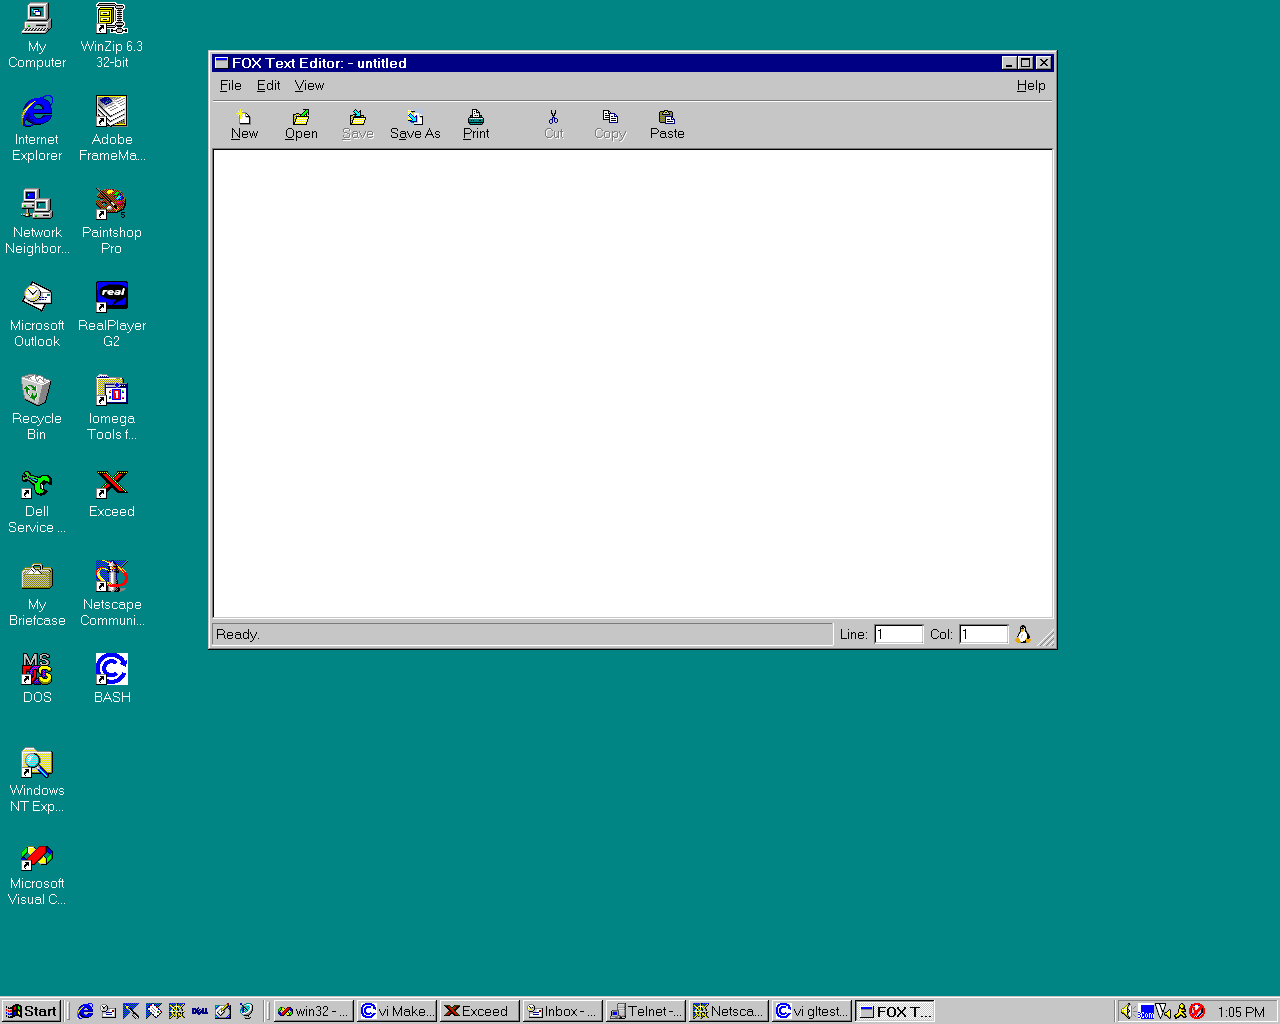 My Computer
WinZip 6.3 32-bit
Internet Explorer
Adobe FrameMa...
Network Neighbor...
Paintshop Pro
Microsoft Outlook
real
RealPlayer G2
Recycle Bin
Iomega Tools f...
Dell Service ...
Exceed
My Briefcase
Netscape Communi...
MS
DOS
BASH
Windows NT Exp...
Microsoft Visual C...
FOX Text Editor: - untitled
File Edit View Help
New Open Save Save As Print Cut Copy Paste
Ready. Line: 1 Col: 1
Start DELL win32 - ... vi Make... Exceed Inbox - ... Telnet - ... Netsca... vi gltest... FOX T... 1:05 PM